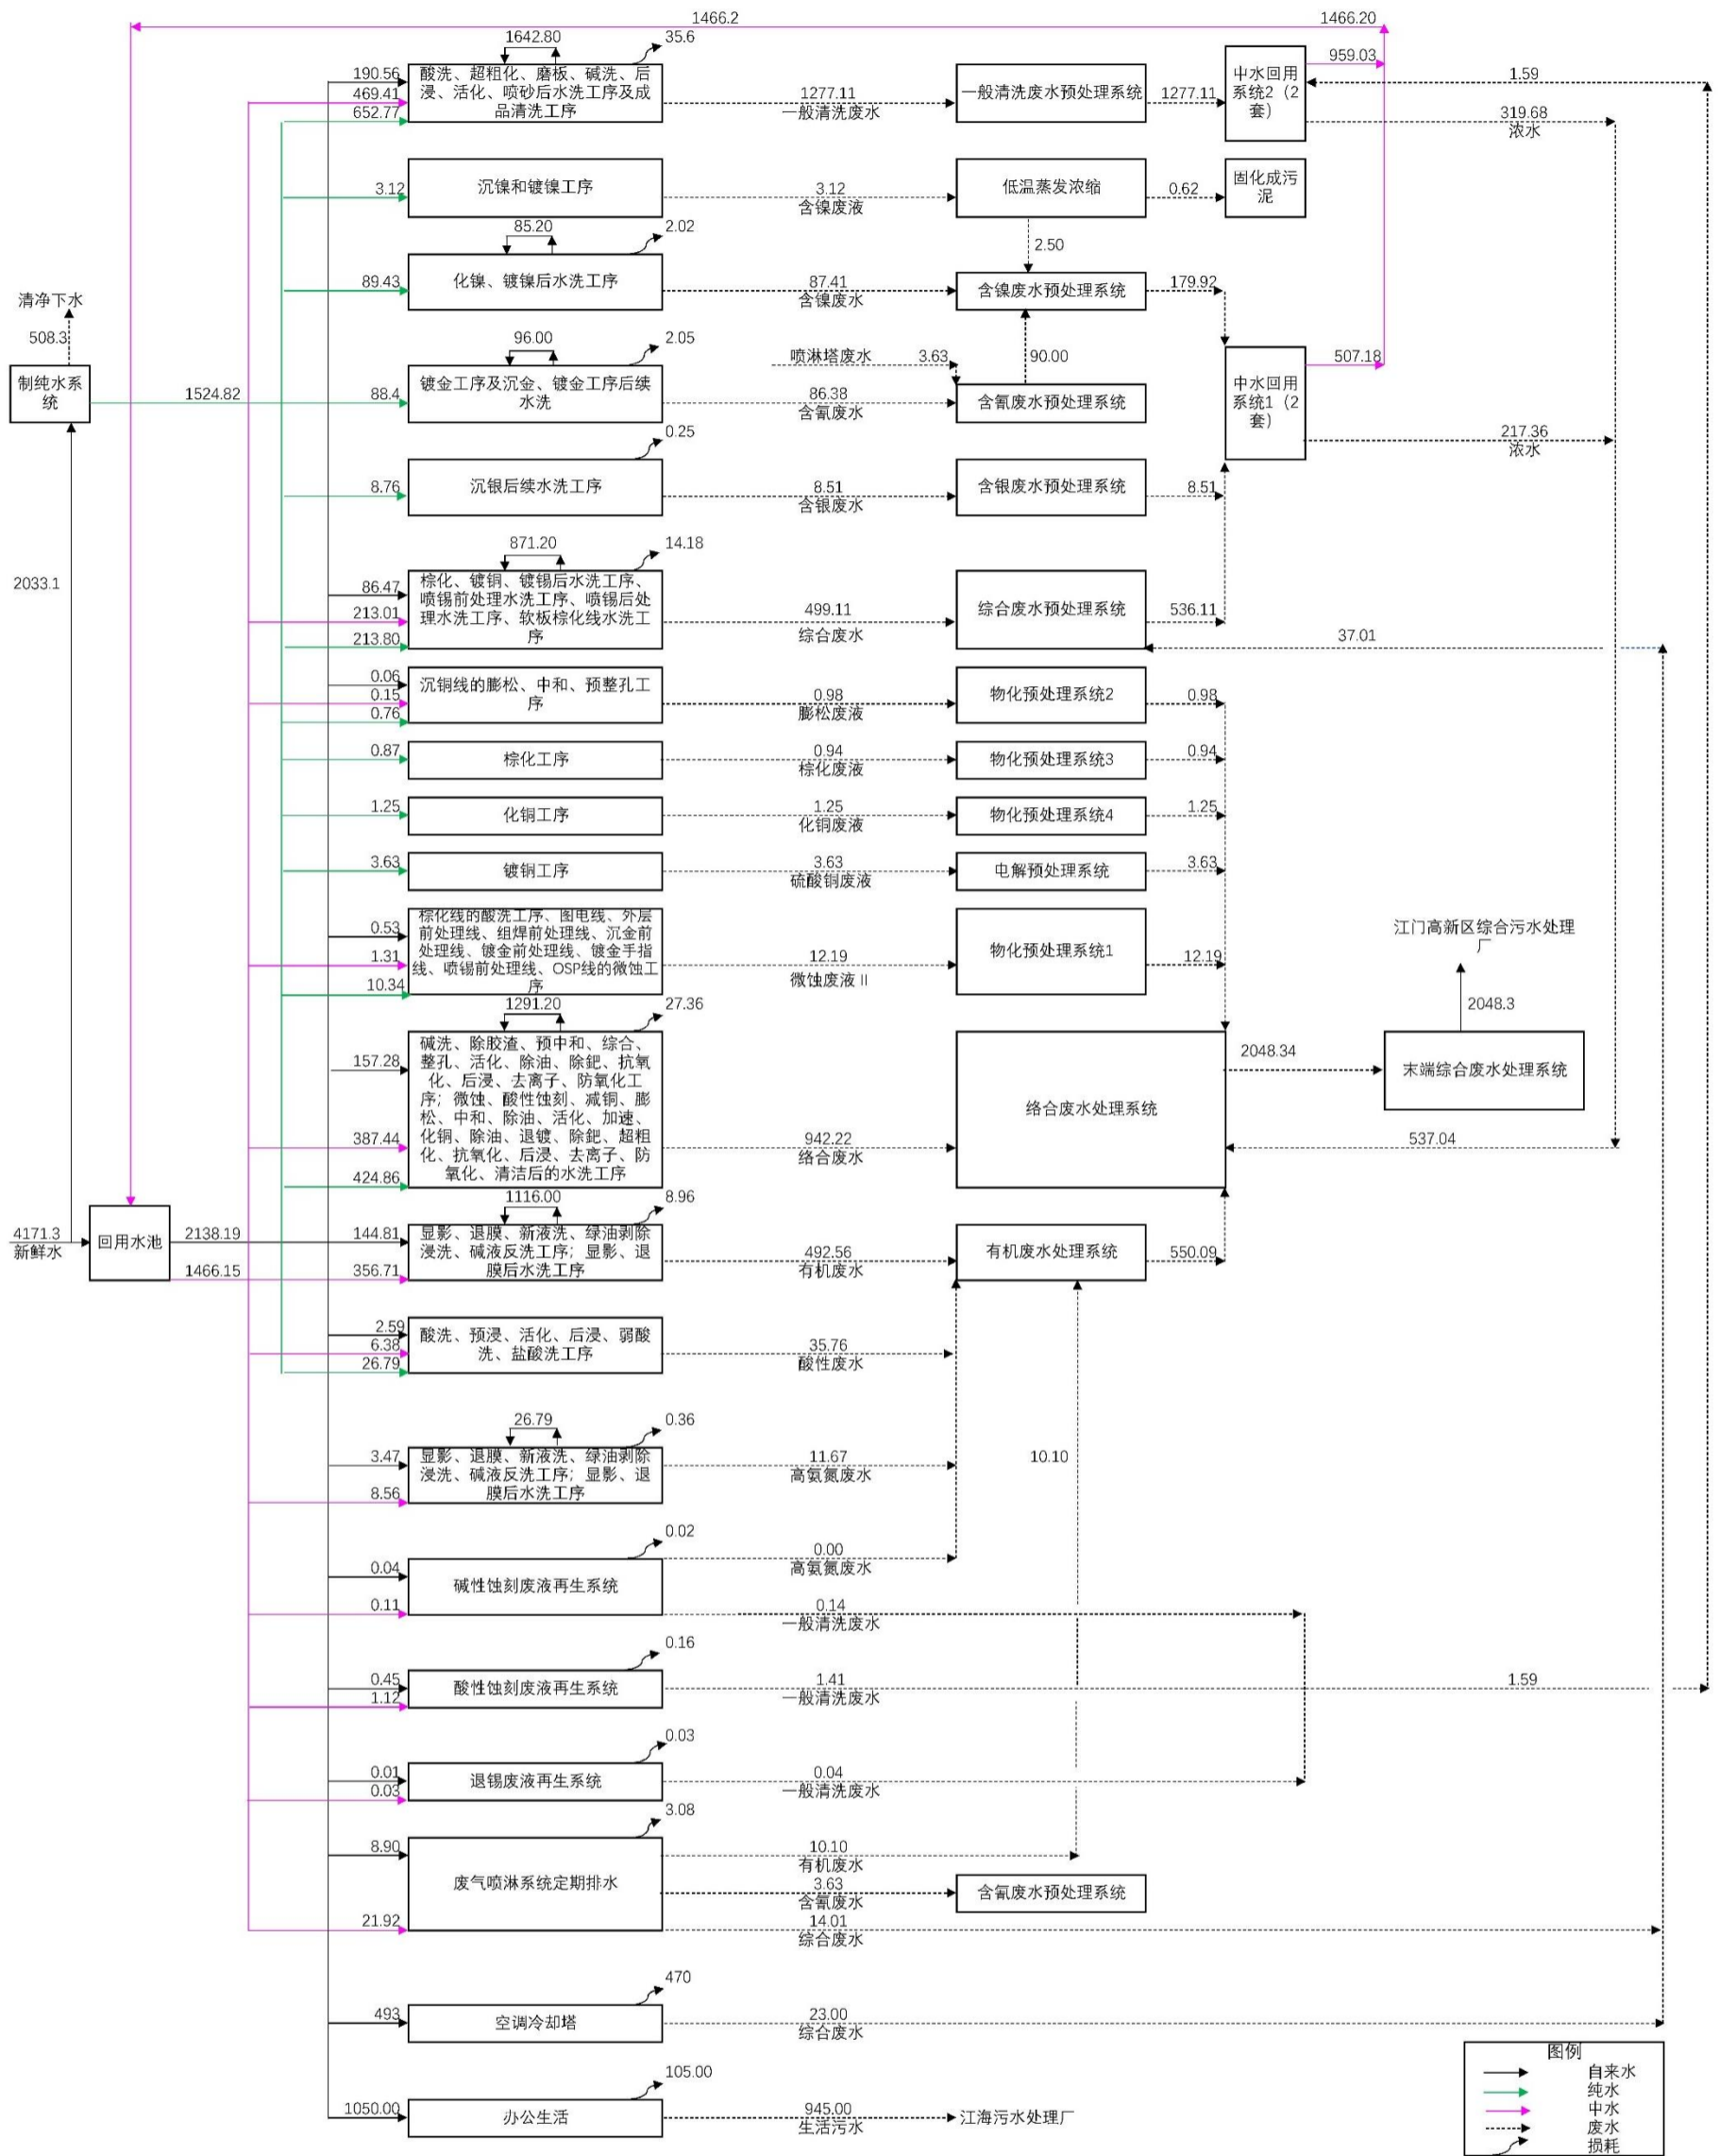 1466.2
1466.20
1642.80
35.6
190.56
469.41
652.77
酸洗、超粗化、磨板、碱洗、后
浸、活化、喷砂后水洗工序及成
品清洗工序
1277.11
一般清洗废水
一般清洗废水预处理系统
1277.11
中水回用
系统2（2
套）
959.03
1.59
319.68
浓水
3.12
沉镍和镀镍工序
3.12
含镍废液
低温蒸发浓缩
0.62
固化成污
泥
2.50
85.20
2.02
89.43
化镍、镀镍后水洗工序
87.41
含镍废水
含镍废水预处理系统
179.92
清净下水
508.3
制纯水系
统
1524.82
96.00
2.05
88.4
镀金工序及沉金、镀金工序后续
水洗
喷淋塔废水
3.63
86.38
含氰废水
含氰废水预处理系统
90.00
中水回用
系统1（2
套）
507.18
217.36
浓水
0.25
8.76
沉银后续水洗工序
8.51
含银废水
含银废水预处理系统
8.51
2033.1
871.20
14.18
86.47
213.01
213.80
棕化、镀铜、镀锡后水洗工序、
喷锡前处理水洗工序、喷锡后处
理水洗工序、软板棕化线水洗工
序
499.11
综合废水
综合废水预处理系统
536.11
37.01
0.06
0.15
0.76
沉铜线的膨松、中和、预整孔工
序
0.98
膨松废液
物化预处理系统2
0.98
0.87
棕化工序
0.94
棕化废液
物化预处理系统3
0.94
1.25
化铜工序
1.25
化铜废液
物化预处理系统4
1.25
3.63
镀铜工序
3.63
硫酸铜废液
电解预处理系统
3.63
0.53
1.31
10.34
棕化线的酸洗工序、图电线、外层
前处理线、组焊前处理线、沉金前
处理线、镀金前处理线、镀金手指
线、喷锡前处理线、OSP线的微蚀工
序
12.19
微蚀废液Ⅱ
物化预处理系统1
12.19
江门高新区综合污水处理
厂
2048.3
1291.20
27.36
157.28
387.44
424.86
碱洗、除胶渣、预中和、综合、
整孔、活化、除油、除鈀、抗氧
化、后浸、去离子、防氧化工
序；微蚀、酸性蚀刻、减铜、膨
松、中和、除油、活化、加速、
化铜、除油、退镀、除鈀、超粗
化、抗氧化、后浸、去离子、防
氧化、清洁后的水洗工序
942.22
络合废水
络合废水处理系统
2048.34
末端综合废水处理系统
537.04
4171.3
新鲜水
回用水池
2138.19
1466.15
1116.00
8.96
144.81
356.71
显影、退膜、新液洗、绿油剥除
浸洗、碱液反洗工序；显影、退
膜后水洗工序
492.56
有机废水
有机废水处理系统
550.09
2.59
6.38
26.79
酸洗、预浸、活化、后浸、弱酸
洗、盐酸洗工序
35.76
酸性废水
26.79
0.36
3.47
8.56
显影、退膜、新液洗、绿油剥除
浸洗、碱液反洗工序；显影、退
膜后水洗工序
11.67
高氨氮废水
10.10
0.02
0.04
0.11
碱性蚀刻废液再生系统
0.00
高氨氮废水
0.14
一般清洗废水
0.16
0.45
1.12
酸性蚀刻废液再生系统
1.41
一般清洗废水
1.59
0.03
0.01
0.03
退锡废液再生系统
0.04
一般清洗废水
3.08
8.90
21.92
废气喷淋系统定期排水
10.10
有机废水
3.63
含氰废水
含氰废水预处理系统
14.01
综合废水
470
493
空调冷却塔
23.00
综合废水
105.00
1050.00
办公生活
945.00
生活污水
江海污水处理厂
图例
自来水
纯水
中水
废水
损耗